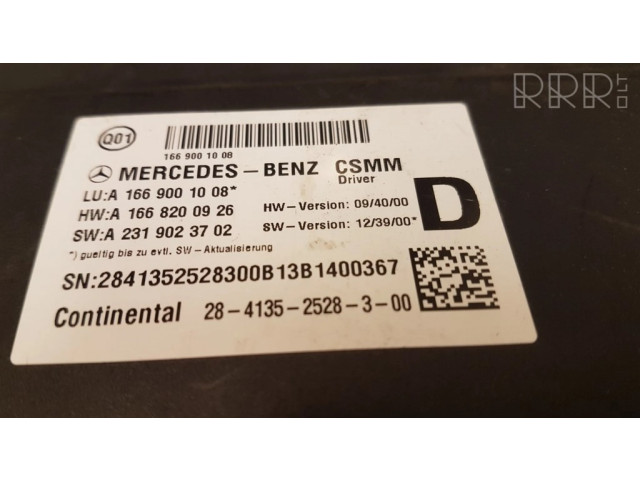 RRR.LT
Q01
166 900 10 08
MERCEDES-BENZ CSMM
Driver
LU:A 166 900 10 08*
HW:A 166 820 09 26 HW-Version: 09/40/00
SW:A 231 902 37 02 SW-Version: 12/39/00*
D
*) gueltig bis zu evtl. SW-Aktualisierung
SN:2841352528300B13B1400367
Continental 28-4135-2528-3-00